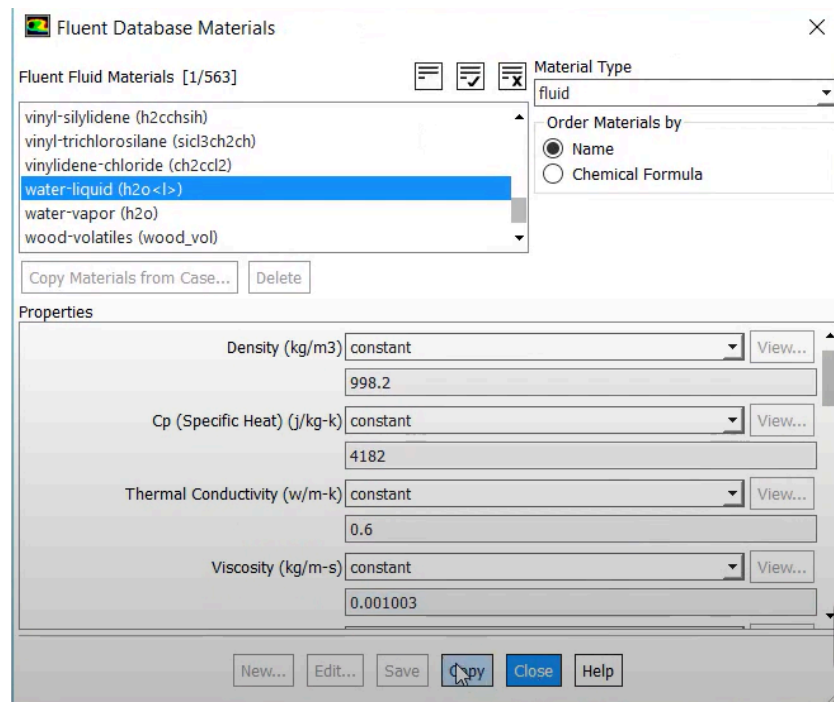 Fluent Database Materials
Fluent Fluid Materials [1/563]
Material Type
fluid
vinyl-silylidene (h2cchsih)
vinyl-trichlorosilane (sicl3ch2ch)
vinylidene-chloride (ch2ccl2)
water-liquid (h2o<l>)
water-vapor (h2o)
wood-volatiles (wood_vol)
Order Materials by
Name
Chemical Formula
Copy Materials from Case... Delete
Properties
Density (kg/m3) constant View...
998.2
Cp (Specific Heat) (j/kg-k) constant View...
4182
Thermal Conductivity (w/m-k) constant View...
0.6
Viscosity (kg/m-s) constant View...
0.001003
New... Edit... Save Copy Close Help